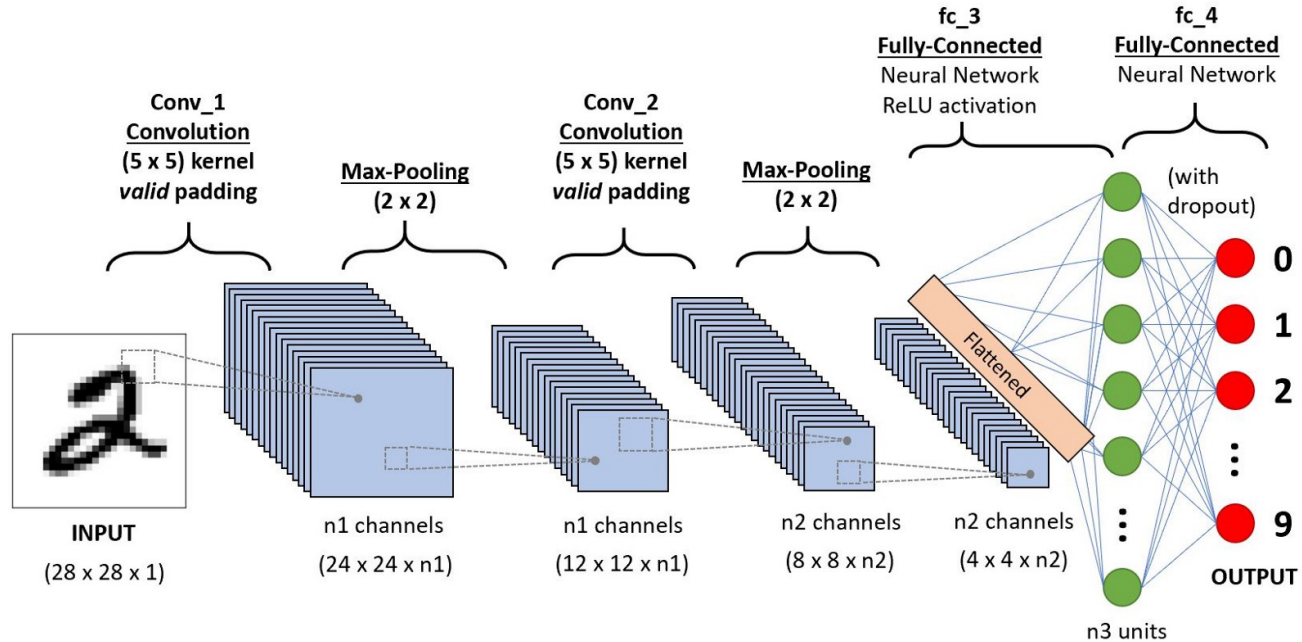 Conv_1
Convolution
(5 x 5) kernel
valid padding
Max-Pooling
(2 x 2)
Conv_2
Convolution
(5 x 5) kernel
valid padding
Max-Pooling
(2 x 2)
fc_3
Fully-Connected
Neural Network
ReLU activation
fc_4
Fully-Connected
Neural Network
(with
dropout)
Flattened
0
1
2
...
9
OUTPUT
2
INPUT
(28 x 28 x 1)
n1 channels
(24 x 24 x n1)
n1 channels
(12 x 12 x n1)
n2 channels
(8 x 8 x n2)
n2 channels
(4 x 4 x n2)
...
n3 units